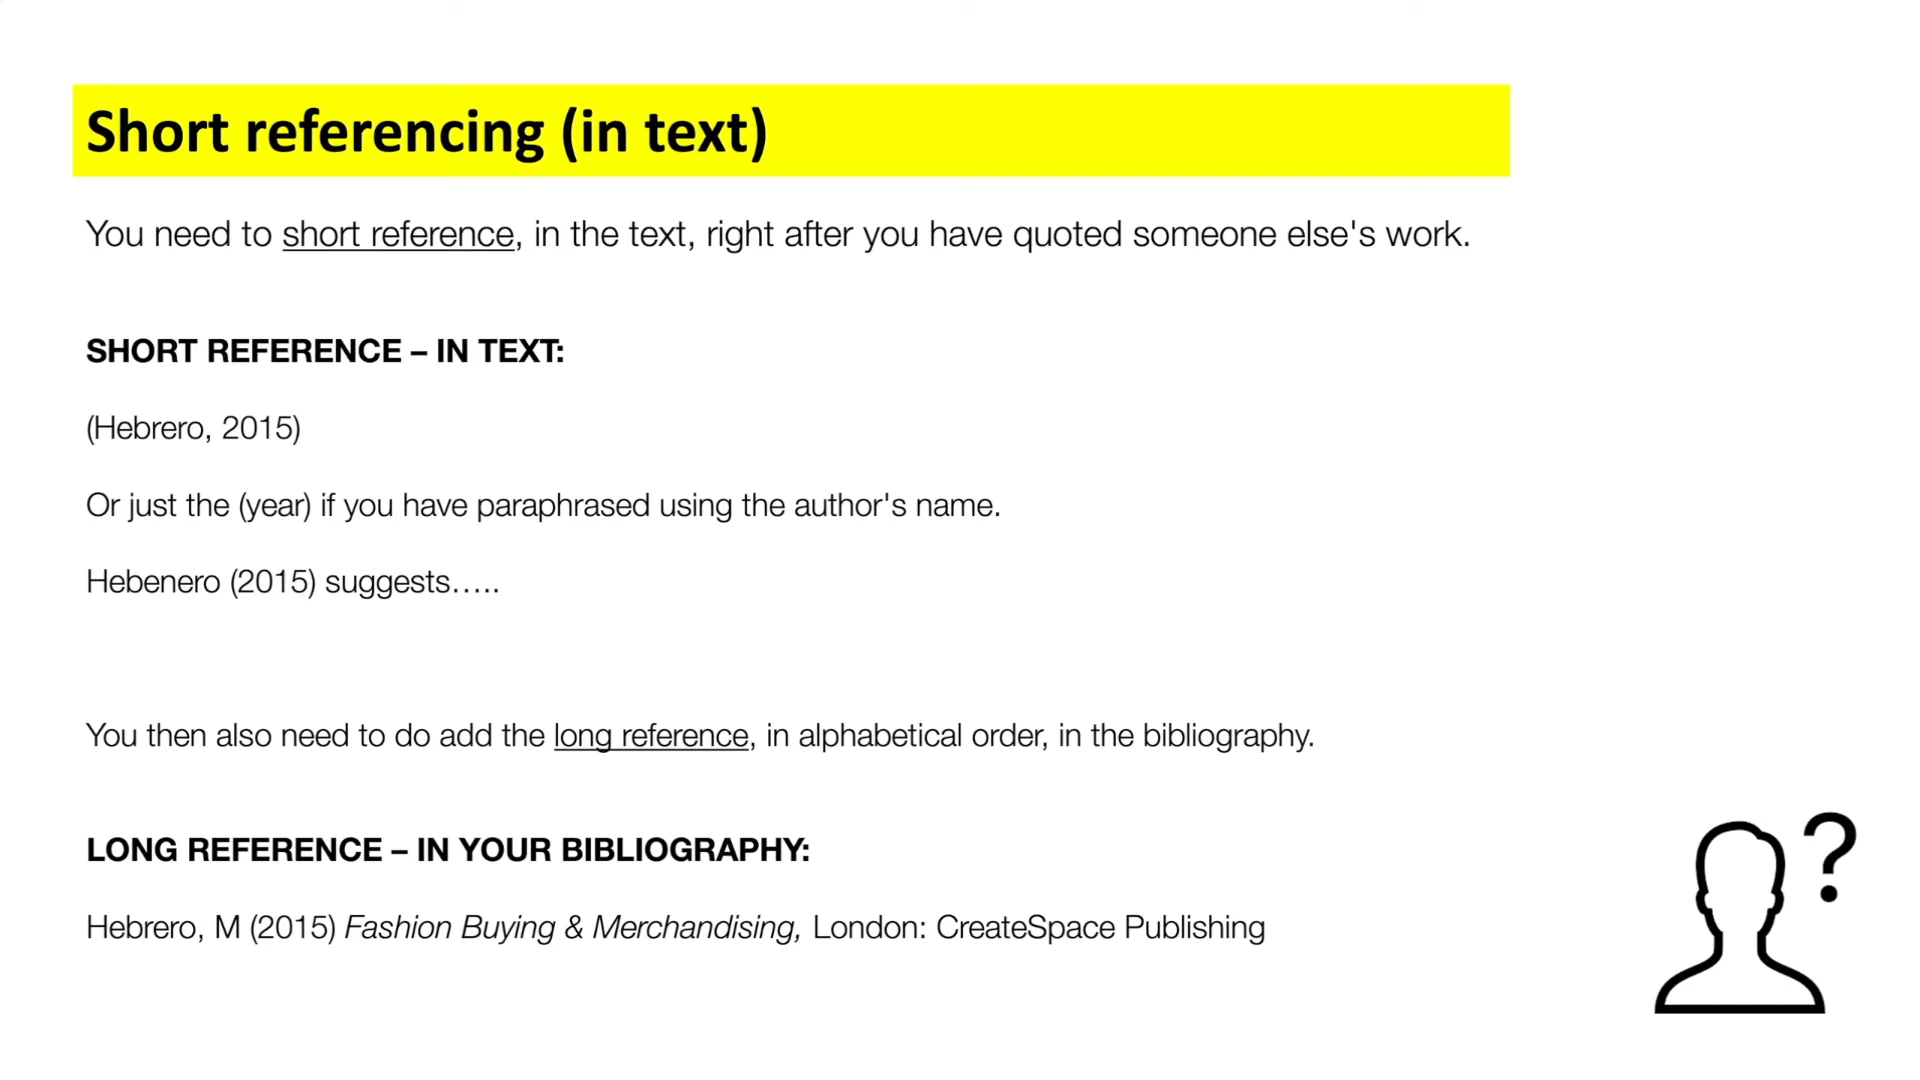 Short referencing (in text)
You need to short reference, in the text, right after you have quoted someone else's work.
SHORT REFERENCE – IN TEXT:
(Hebrero, 2015)
Or just the (year) if you have paraphrased using the author's name.
Hebenero (2015) suggests…..
You then also need to do add the long reference, in alphabetical order, in the bibliography.
LONG REFERENCE – IN YOUR BIBLIOGRAPHY:
Hebrero, M (2015) Fashion Buying & Merchandising, London: CreateSpace Publishing
?